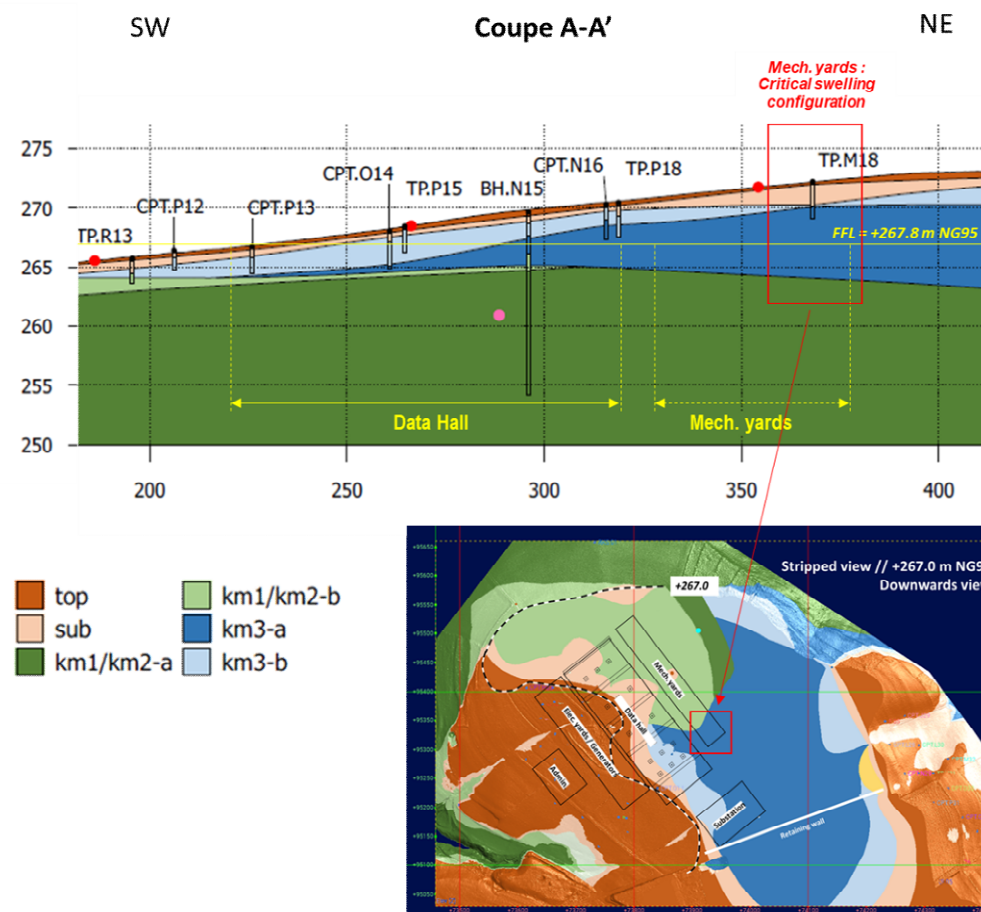 SW
Coupe A-A'
NE
Mech. yards :
Critical swelling
configuration
275
270
265
260
255
250
TP.R13
CPT.P12
CPT.P13
CPT.O14
TP.P15
BH.N15
CPT.N16
TP.P18
TP.M18
FFL = +267.8 m NG95
Data Hall
Mech. yards
200
250
300
350
400
top
sub
km1/km2-a
km1/km2-b
km3-a
km3-b
Stripped view // +267.0 m NG9
Downwards vie
+267.0
Mech. yards
Data hall
Elec. yards / Generator
Admin
Substation
Retaining wall